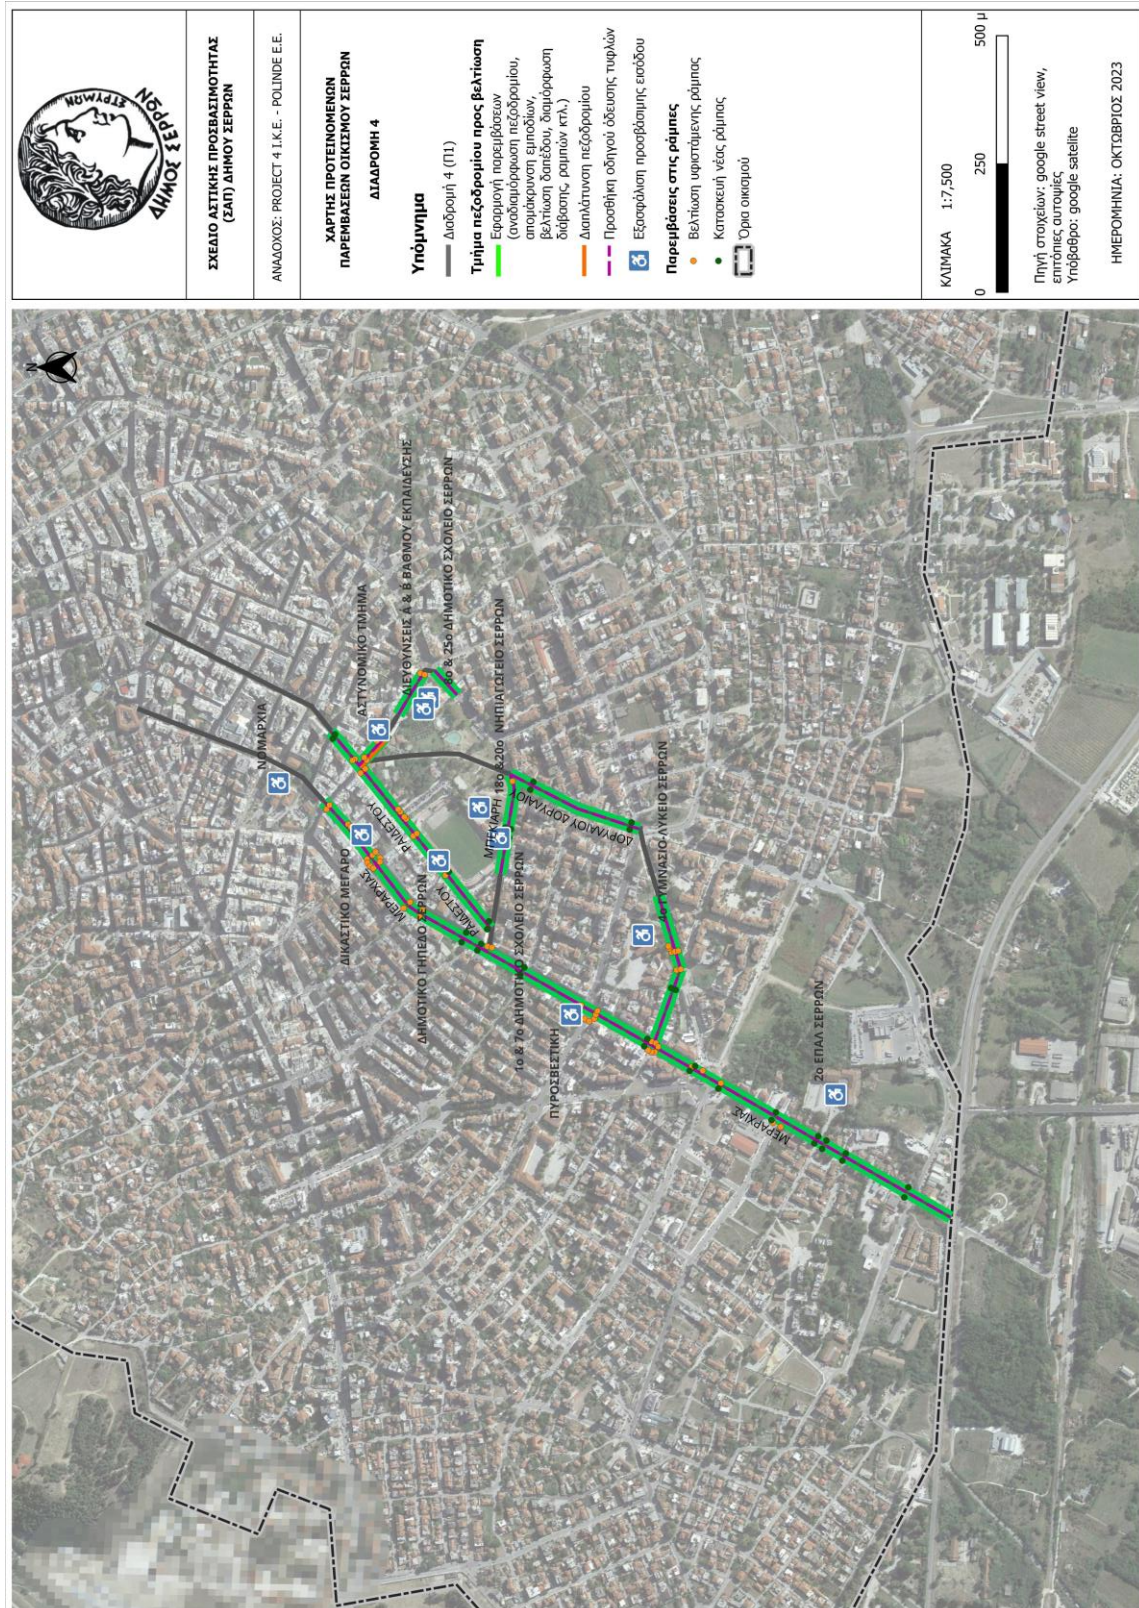 ΔΗΜΟΣ ΣΕΡΡΩΝ
ΣΤΡΥΜΩΝ
ΣΧΕΔΙΟ ΑΣΤΙΚΗΣ ΠΡΟΣΒΑΣΙΜΟΤΗΤΑΣ
(ΣΑΠ) ΔΗΜΟΥ ΣΕΡΡΩΝ
ΑΝΑΔΟΧΟΣ: PROJECT 4 Ι.Κ.Ε. - POLINDE Ε.Ε.
ΧΑΡΤΗΣ ΠΡΟΤΕΙΝΟΜΕΝΩΝ
ΠΑΡΕΜΒΑΣΕΩΝ ΟΙΚΙΣΜΟΥ ΣΕΡΡΩΝ
ΔΙΑΔΡΟΜΗ 4
Υπόμνημα
Διαδρομή 4 (Π1)
Τμήμα πεζοδρομίου προς βελτίωση
Εφαρμογή παρεμβάσεων
(αναδιαμόρφωση πεζοδρομίου,
απομάκρυνση εμποδίων,
βελτίωση δαπέδου, διαμόρφωση
διάβασης, ραμπών κτλ.)
Διαπλάτυνση πεζοδρομίου
Προσθήκη οδηγού όδευσης τυφλών
Εξασφάλιση προσβάσιμης εισόδου
Παρεμβάσεις στις ράμπες
Βελτίωση υφιστάμενης ράμπας
Κατασκευή νέας ράμπας
Όρια οικισμού
ΚΛΙΜΑΚΑ 1:7,500
0 250 500 μ
Πηγή στοιχείων: google street view,
επιτόπιες αυτοψίες
Υπόβαθρο: google satelite
ΗΜΕΡΟΜΗΝΙΑ: ΟΚΤΩΒΡΙΟΣ 2023
N
ΝΟΜΑΡΧΙΑ
ΑΣΤΥΝΟΜΙΚΟ ΤΜΗΜΑ
ΔΙΕΥΘΥΝΣΕΙΣ Α & Β ΒΑΘΜΟΥ ΕΚΠΑΙΔΕΥΣΗΣ
& 25ο ΔΗΜΟΤΙΚΟ ΣΧΟΛΕΙΟ ΣΕΡΡΩΝ
ΔΙΚΑΣΤΙΚΟ ΜΕΓΑΡΟ
ΜΕΡΑΡΧΙΑΣ
ΡΑΙΔΕΣΤΟΥ
ΡΑΙΔΕΣΤΟΥ
ΔΗΜΟΤΙΚΟ ΓΗΠΕΔΟ ΣΕΡΡΩΝ
ΜΠΕΚΙΑΡΗ
18ο &20ο ΝΗΠΙΑΓΩΓΕΙΟ ΣΕΡΡΩΝ
1ο & 7ο ΔΗΜΟΤΙΚΟ ΣΧΟΛΕΙΟ ΣΕΡΡΩΝ
ΔΟΡΥΛΑΙΟΥ ΔΟΡΥΛΑΙΟΥ
ΠΥΡΟΣΒΕΣΤΙΚΗ
4ο ΓΥΜΝΑΣΙΟ-ΛΥΚΕΙΟ ΣΕΡΡΩΝ
ΜΕΡΑΡΧΙΑΣ
2ο ΕΠΑΛ ΣΕΡΡΩΝ